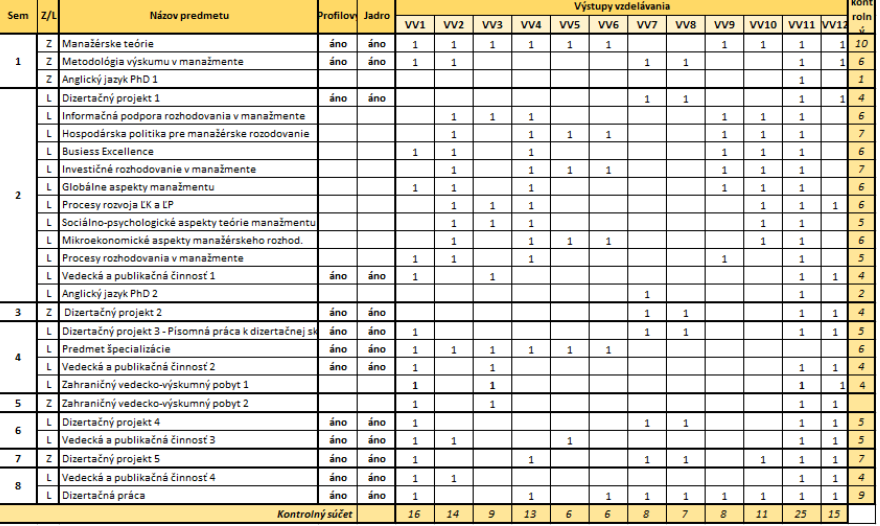 Sem Z/L Názov predmetu Profilový Jadro Výstupy vzdelávania kont
roln
ý
VV1 VV2 VV3 VV4 VV5 VV6 VV7 VV8 VV9 VV10 VV11 VV12
1 Z Manažérske teórie áno áno 1 1 1 1 1 1 1 1 1 1 10
Z Metodológia výskumu v manažmente áno áno 1 1 1 1 1 1 6
Z Anglický jazyk PhD 1 1 1
2 L Dizertačný projekt 1 áno áno 1 1 1 1 4
L Informačná podpora rozhodovania v manažmente 1 1 1 1 1 1 6
L Hospodárska politika pre manažérske rozodovanie 1 1 1 1 1 1 1 7
L Busiess Excellence 1 1 1 1 1 1 6
L Investičné rozhodovanie v manažmente 1 1 1 1 1 1 1 7
L Globálne aspekty manažmentu 1 1 1 1 1 1 6
L Procesy rozvoja ĽK a ĽP 1 1 1 1 1 1 6
L Sociálno-psychologické aspekty teórie manažmentu 1 1 1 1 1 5
L Mikroekonomické aspekty manažérskeho rozhod. 1 1 1 1 1 1 6
L Procesy rozhodovania v manažmente 1 1 1 1 1 5
L Vedecká a publikačná činnosť 1 áno áno 1 1 1 1 4
L Anglický jazyk PhD 2 1 1 2
3 Z Dizertačný projekt 2 áno áno 1 1 1 1 4
4 L Dizertačný projekt 3 - Písomná práca k dizertačnej sk áno áno 1 1 1 1 1 5
L Predmet špecializácie áno áno 1 1 1 1 1 1 6
L Vedecká a publikačná činnosť 2 áno áno 1 1 1 1 4
L Zahraničný vedecko-výskumný pobyt 1 1 1 1 1 4
5 Z Zahraničný vedecko-výskumný pobyt 2 áno áno 1 1 1 1
6 L Dizertačný projekt 4 áno áno 1 1 1 1 1 5
L Vedecká a publikačná činnosť 3 áno áno 1 1 1 1 1 5
7 Z Dizertačný projekt 5 áno áno 1 1 1 1 1 1 1 7
8 L Vedecká a publikačná činnosť 4 áno áno 1 1 1 1 4
L Dizertačná práca áno áno 1 1 1 1 1 1 1 1 1 9
Kontrolný súčet 16 14 9 13 6 6 8 7 8 11 25 15